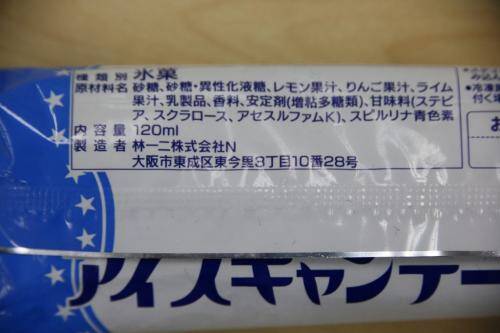 種類別 氷菓
原材料名 砂糖、砂糖・異性化液糖、レモン果汁、りんご果汁、ライム
果汁、乳製品、香料、安定剤(増粘多糖類)、甘味料(ステビ
ア、スクラロース、アセスルファムK)、スピルリナ青色素
内容量 120ml
製造者 林一二株式会社N
大阪市東成区東今里3丁目10番28号
アイスキャンデー